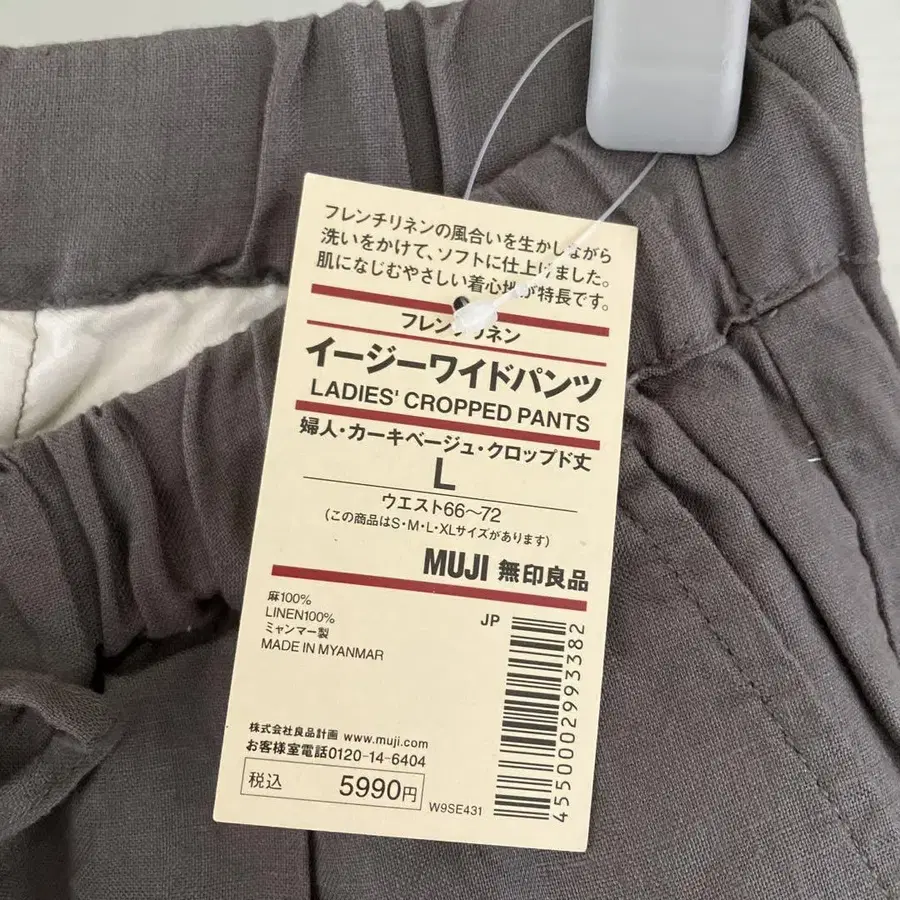 フレンチリネンの風合いを生かしながら
洗いをかけて、ソフトに仕上げました。
肌になじむやさしい着心地が特長です。
フレンチリネン
イージーワイドパンツ
LADIES' CROPPED PANTS
婦人・カーキベージュ・クロップド丈
L
ウエスト66〜72
(この商品はS・M・L・XLサイズがあります)
MUJI 無印良品
麻100%
LINEN100%
ミャンマー製
MADE IN MYANMAR
JP
4550002993382
株式会社良品計画 www.muji.com
お客様室電話0120-14-6404
税込 5990円
W9SE431